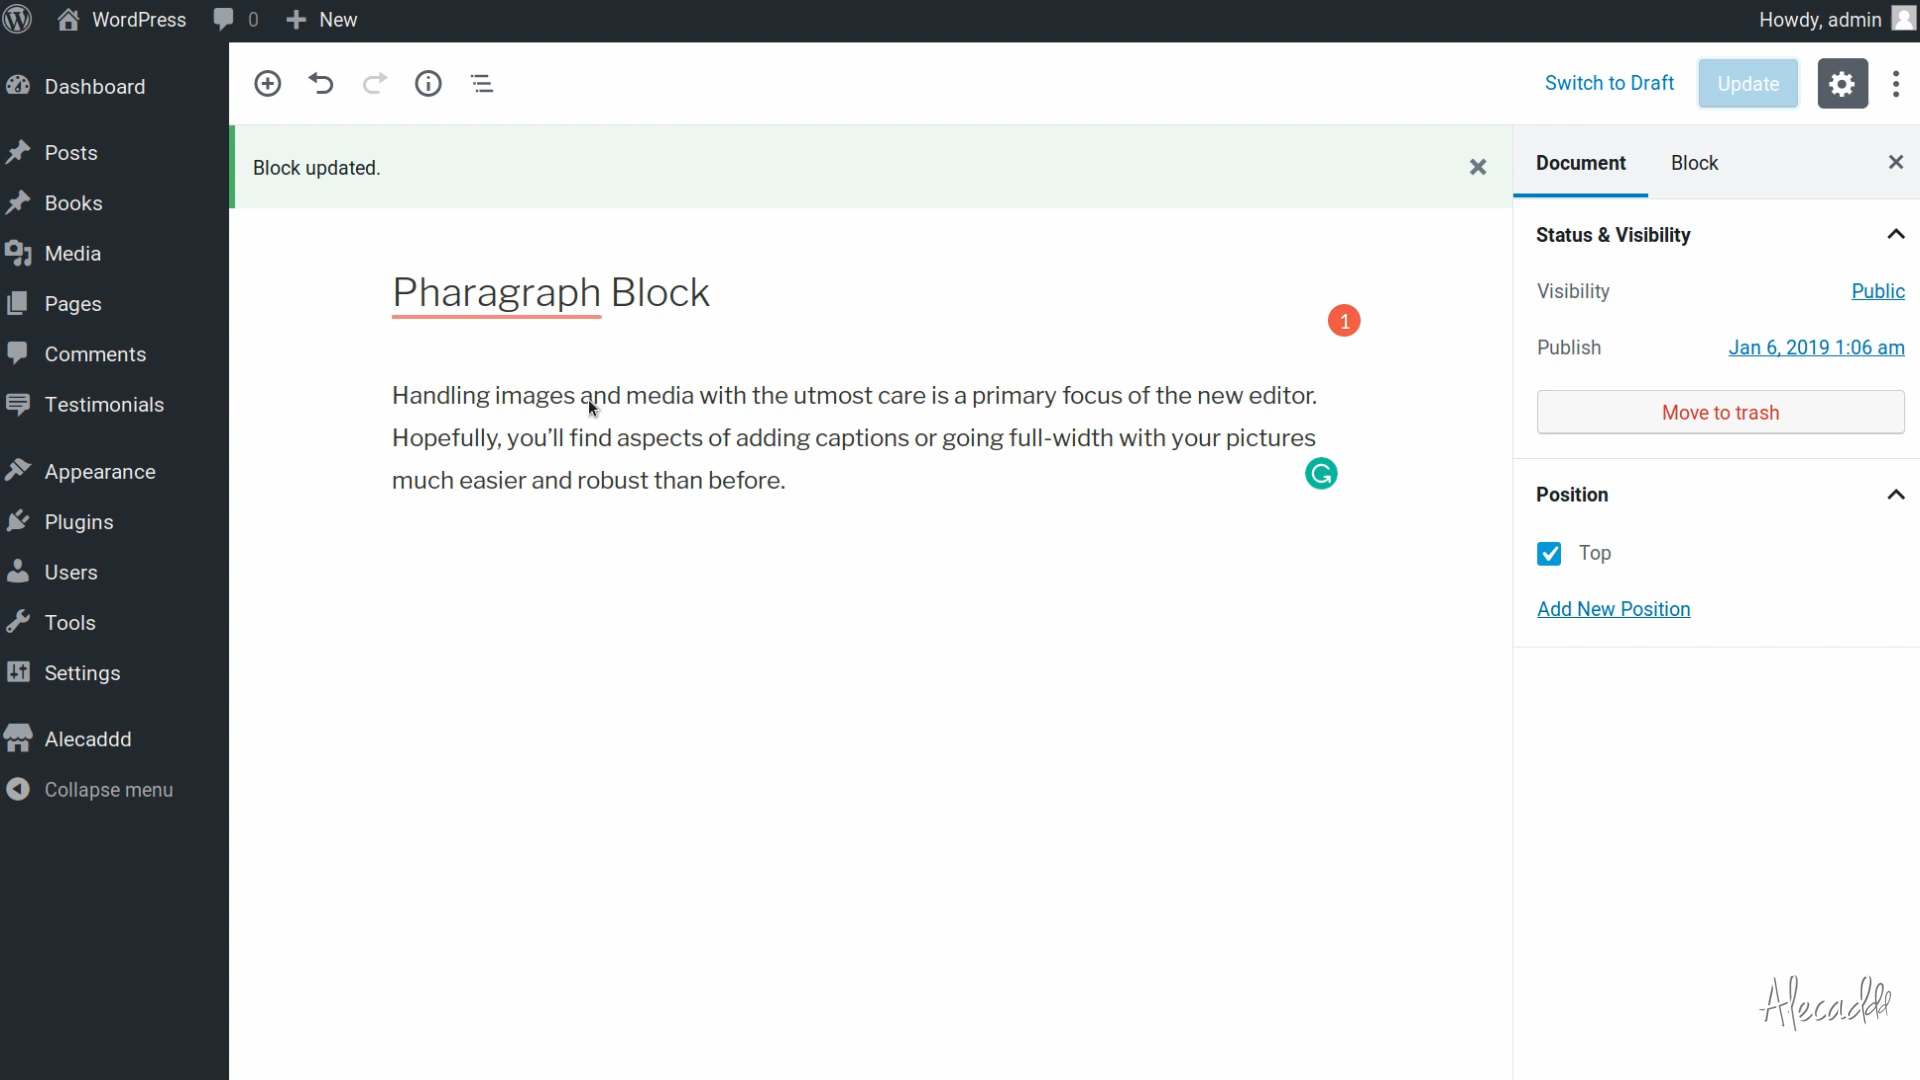 WordPress 0 New Howdy, admin
Dashboard
Posts
Books
Media
Pages
Comments
Testimonials
Appearance
Plugins
Users
Tools
Settings
Alecaddd
Collapse menu
Switch to Draft Update
Block updated.
Pharagraph Block
1
Handling images and media with the utmost care is a primary focus of the new editor.
Hopefully, you’ll find aspects of adding captions or going full-width with your pictures
much easier and robust than before.
Document Block
Status & Visibility
Visibility Public
Publish Jan 6, 2019 1:06 am
Move to trash
Position
Top
Add New Position
Alecaddd